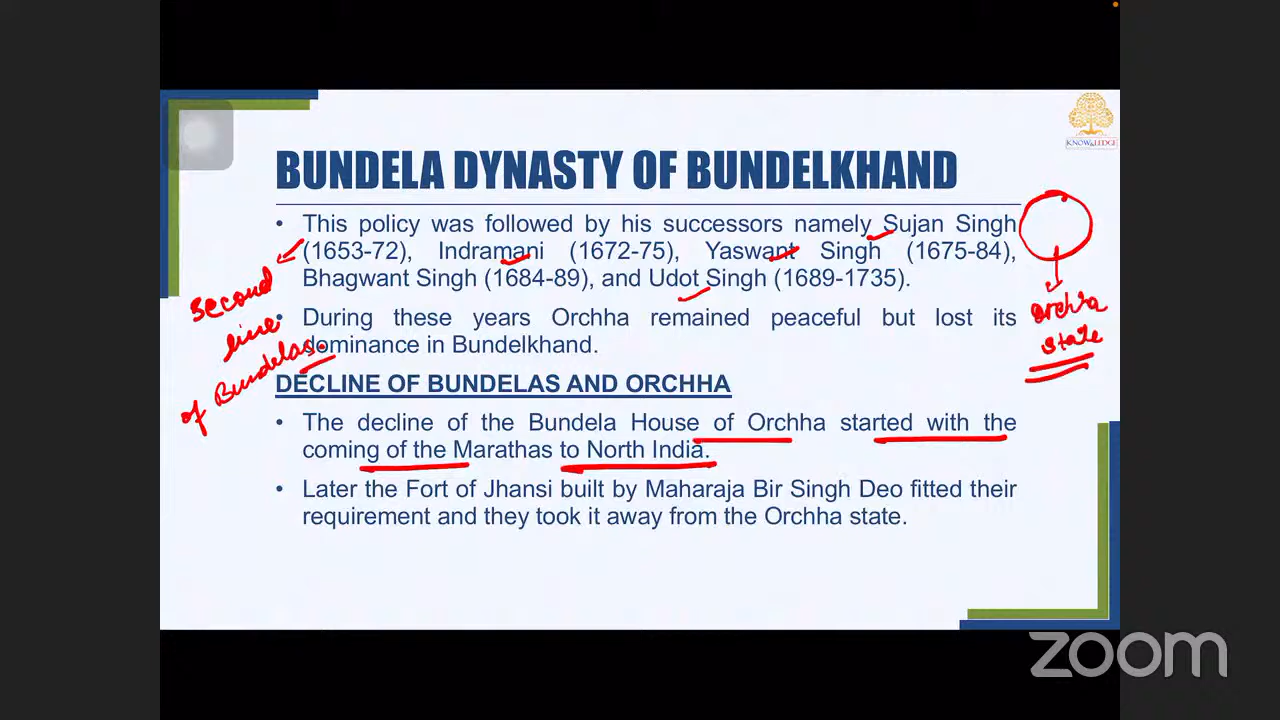 KNOWLEDGE
BUNDELA DYNASTY OF BUNDELKHAND
• This policy was followed by his successors namely Sujan Singh
(1653-72), Indramani (1672-75), Yaswant Singh (1675-84),
Bhagwant Singh (1684-89), and Udot Singh (1689-1735).
• During these years Orchha remained peaceful but lost its
dominance in Bundelkhand.
second
line
of Bundelas.
orchha
state
DECLINE OF BUNDELAS AND ORCHHA
• The decline of the Bundela House of Orchha started with the
coming of the Marathas to North India.
• Later the Fort of Jhansi built by Maharaja Bir Singh Deo fitted their
requirement and they took it away from the Orchha state.
zoom